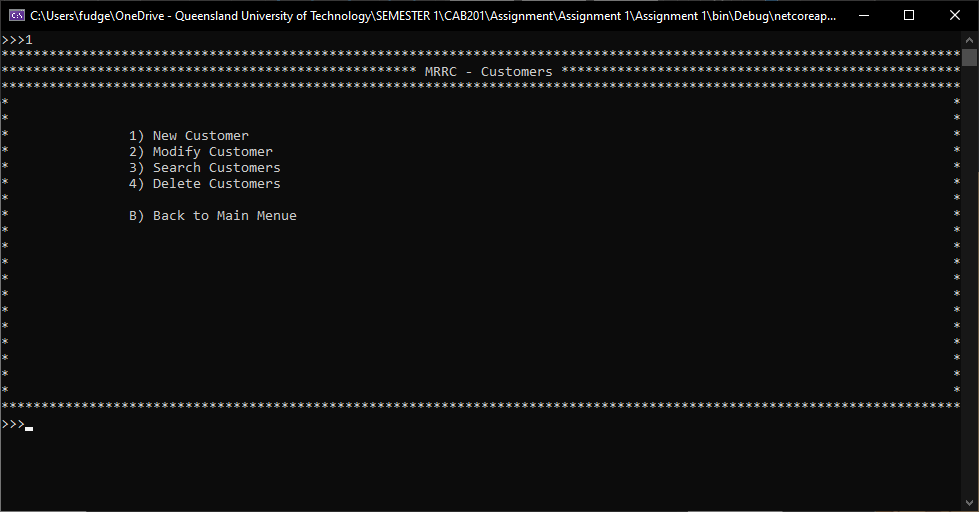 C:\Users\fudge\OneDrive - Queensland University of Technology\SEMESTER 1\CAB201\Assignment\Assignment 1\Assignment 1\bin\Debug\netcoreap...
>>>1
************************************************************************************************************************
**************************************************** MRRC - Customers **************************************************
************************************************************************************************************************
* *
* *
* 1) New Customer *
* 2) Modify Customer *
* 3) Search Customers *
* 4) Delete Customers *
* *
* B) Back to Main Menue *
* *
* *
* *
* *
* *
* *
* *
* *
* *
* *
* *
************************************************************************************************************************
>>>